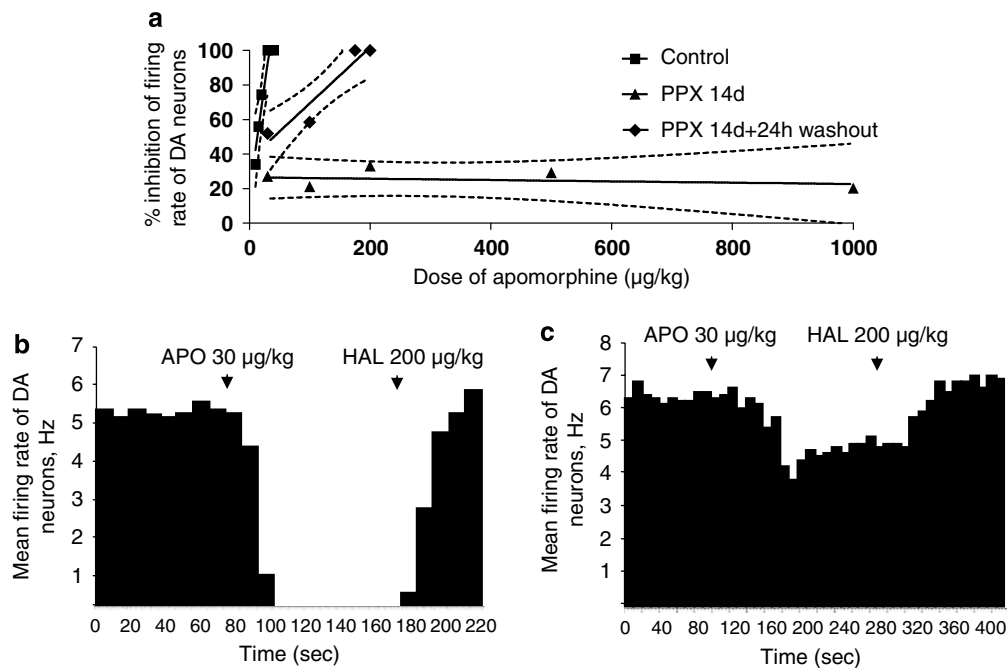 a
% inhibition of firing
rate of DA neurons
100
80
60
40
20
0
0 200 400 600 800 1000
Dose of apomorphine (µg/kg)
Control
PPX 14d
PPX 14d+24h washout
b
Mean firing rate of DA
neurons, Hz
7
6
5
4
3
2
1
APO 30 µg/kg HAL 200 µg/kg
0 20 40 60 80 100 120 140 160 180 200 220
Time (sec)
c
Mean firing rate of DA
neurons, Hz
8
7
6
5
4
3
2
1
APO 30 µg/kg HAL 200 µg/kg
0 40 80 120 160 200 240 280 320 360 400
Time (sec)